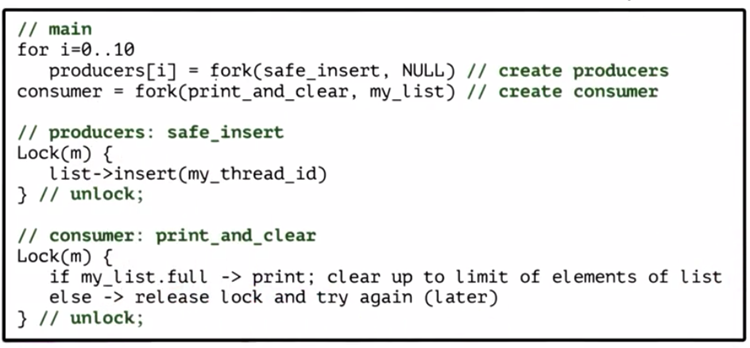 // main
for i=0..10
producers[i] = fork(safe_insert, NULL) // create producers
consumer = fork(print_and_clear, my_list) // create consumer
// producers: safe_insert
Lock(m) {
list->insert(my_thread_id)
} // unlock;
// consumer: print_and_clear
Lock(m) {
if my_list.full -> print; clear up to limit of elements of list
else -> release lock and try again (later)
} // unlock;